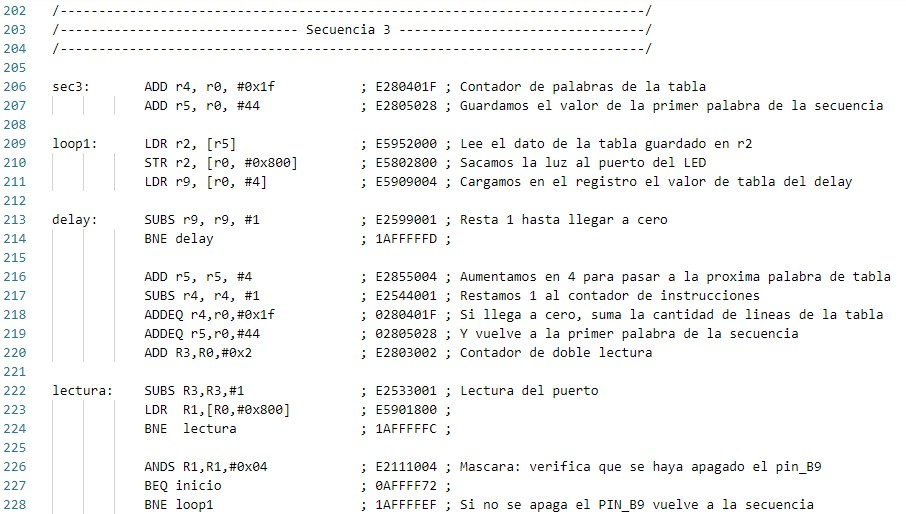 202 /----------------------------------------------------------------------------/
203 /------------------------------- Secuencia 3 --------------------------------/
204 /----------------------------------------------------------------------------/
205
206 sec3: ADD r4, r0, #0x1f ; E280401F ; Contador de palabras de la tabla
207 ADD r5, r0, #44 ; E2805028 ; Guardamos el valor de la primer palabra de la secuencia
208
209 loop1: LDR r2, [r5] ; E5952000 ; Lee el dato de la tabla guardado en r2
210 STR r2, [r0, #0x800] ; E5802800 ; Sacamos la luz al puerto del LED
211 LDR r9, [r0, #4] ; E5909004 ; Cargamos en el registro el valor de tabla del delay
212
213 delay: SUBS r9, r9, #1 ; E2599001 ; Resta 1 hasta llegar a cero
214 BNE delay ; 1AFFFFFD ;
215
216 ADD r5, r5, #4 ; E2855004 ; Aumentamos en 4 para pasar a la proxima palabra de tabla
217 SUBS r4, r4, #1 ; E2544001 ; Restamos 1 al contador de instrucciones
218 ADDEQ r4,r0,#0x1f ; 0280401F ; Si llega a cero, suma la cantidad de lineas de la tabla
219 ADDEQ r5,r0,#44 ; 02805028 ; Y vuelve a la primer palabra de la secuencia
220 ADD R3,R0,#0x2 ; E2803002 ; Contador de doble lectura
221
222 lectura: SUBS R3,R3,#1 ; E2533001 ; Lectura del puerto
223 LDR R1,[R0,#0x800] ; E5901800 ;
224 BNE lectura ; 1AFFFFFC ;
225
226 ANDS R1,R1,#0x04 ; E2111004 ; Mascara: verifica que se haya apagado el pin_B9
227 BEQ inicio ; 0AFFFF72 ;
228 BNE loop1 ; 1AFFFFEF ; Si no se apaga el PIN_B9 vuelve a la secuencia